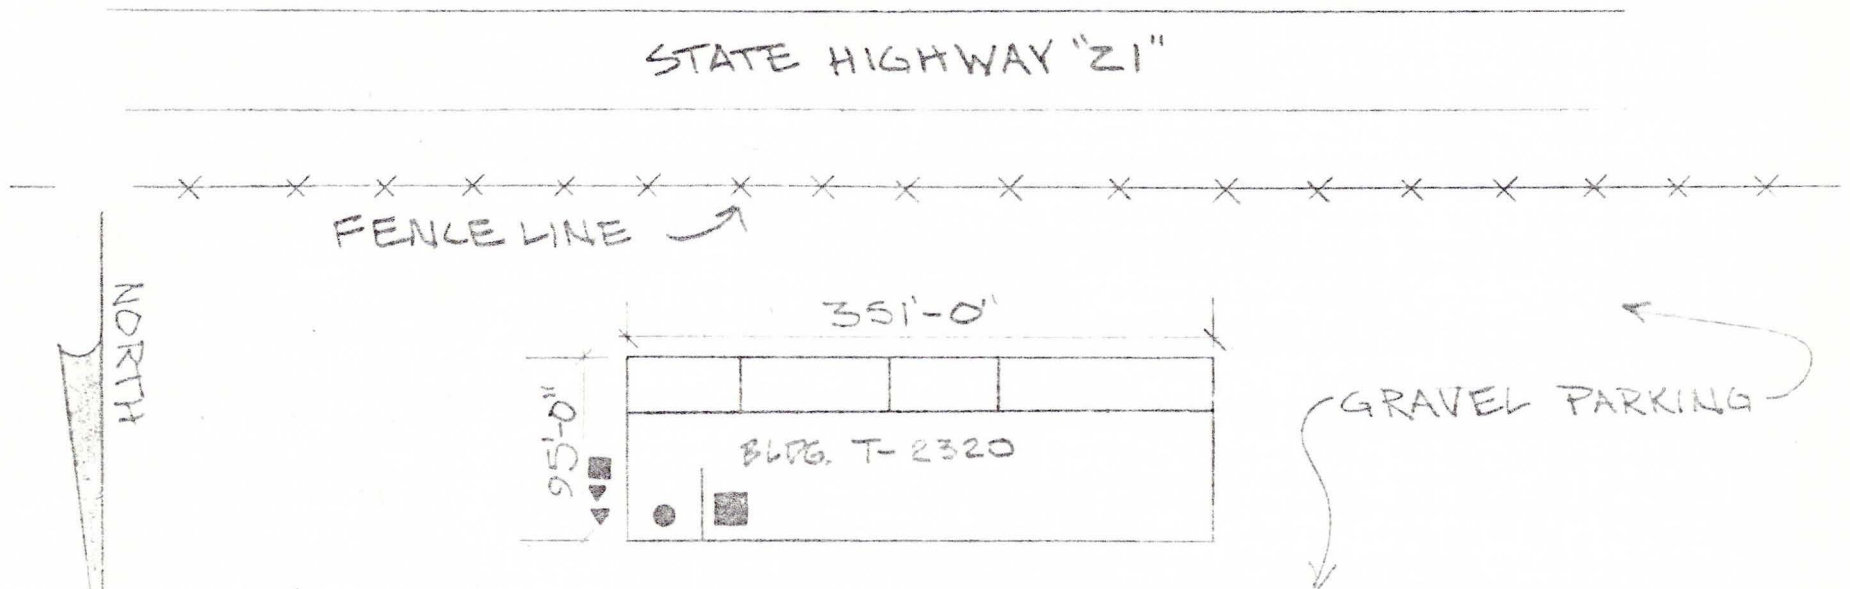 STATE HIGHWAY "21"
FENCE LINE
NORTH
351'-0"
95'-0"
BLDG. T-2320
GRAVEL PARKING